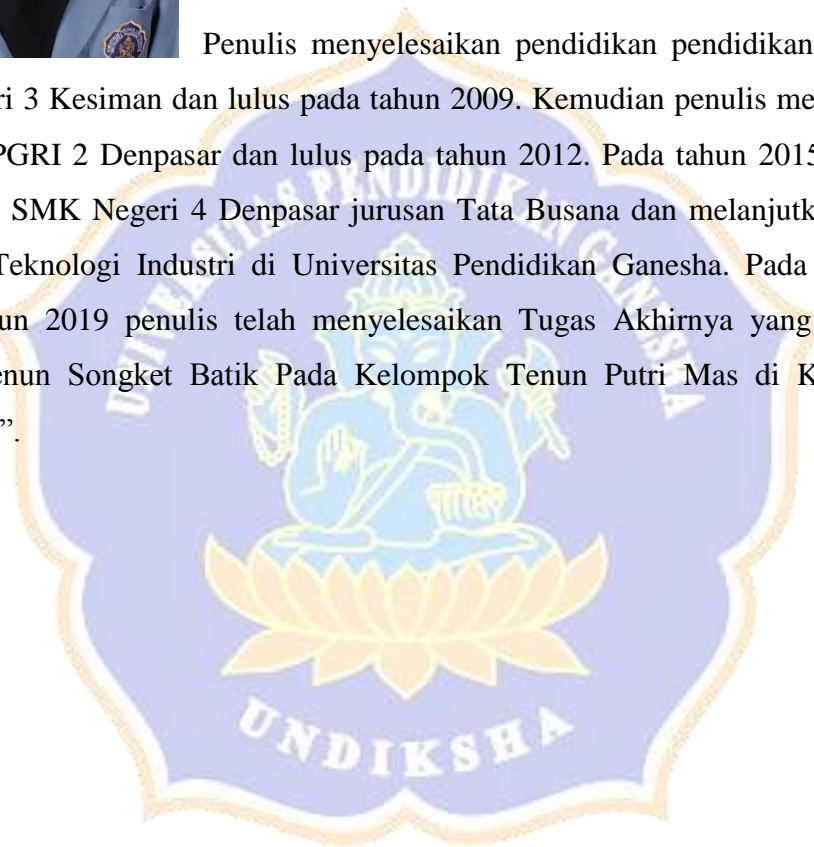 Penulis menyelesaikan pendidikan pendidikan
ri 3 Kesiman dan lulus pada tahun 2009. Kemudian penulis me
PGRI 2 Denpasar dan lulus pada tahun 2012. Pada tahun 2015
SMK Negeri 4 Denpasar jurusan Tata Busana dan melanjutk
Teknologi Industri di Universitas Pendidikan Ganesha. Pada
un 2019 penulis telah menyelesaikan Tugas Akhirnya yang
enun Songket Batik Pada Kelompok Tenun Putri Mas di K
”.
UNIVERSITAS PENDIDIKAN GANESHA
UNDIKSHA